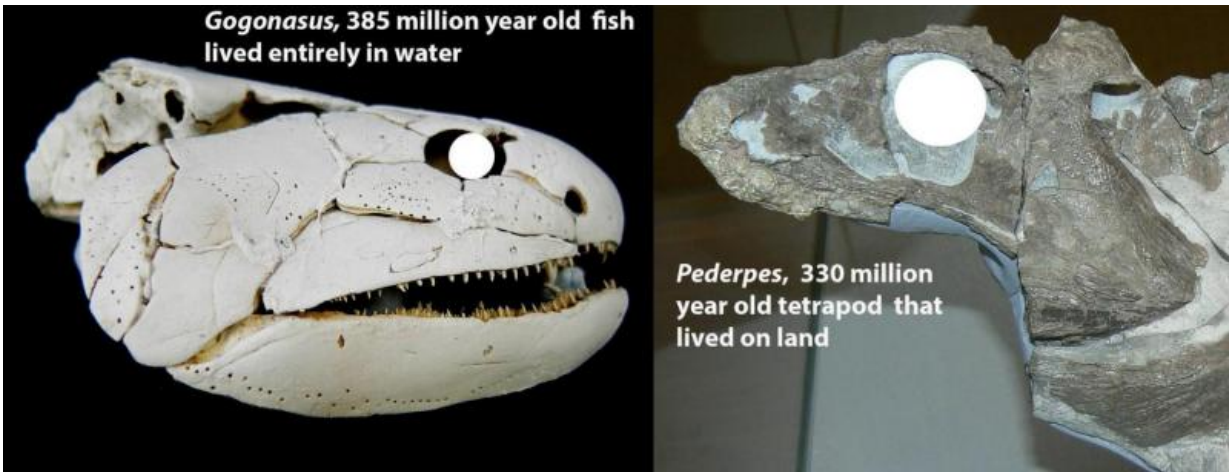 Gogonasus, 385 million year old fish
lived entirely in water
Pederpes, 330 million
year old tetrapod that
lived on land